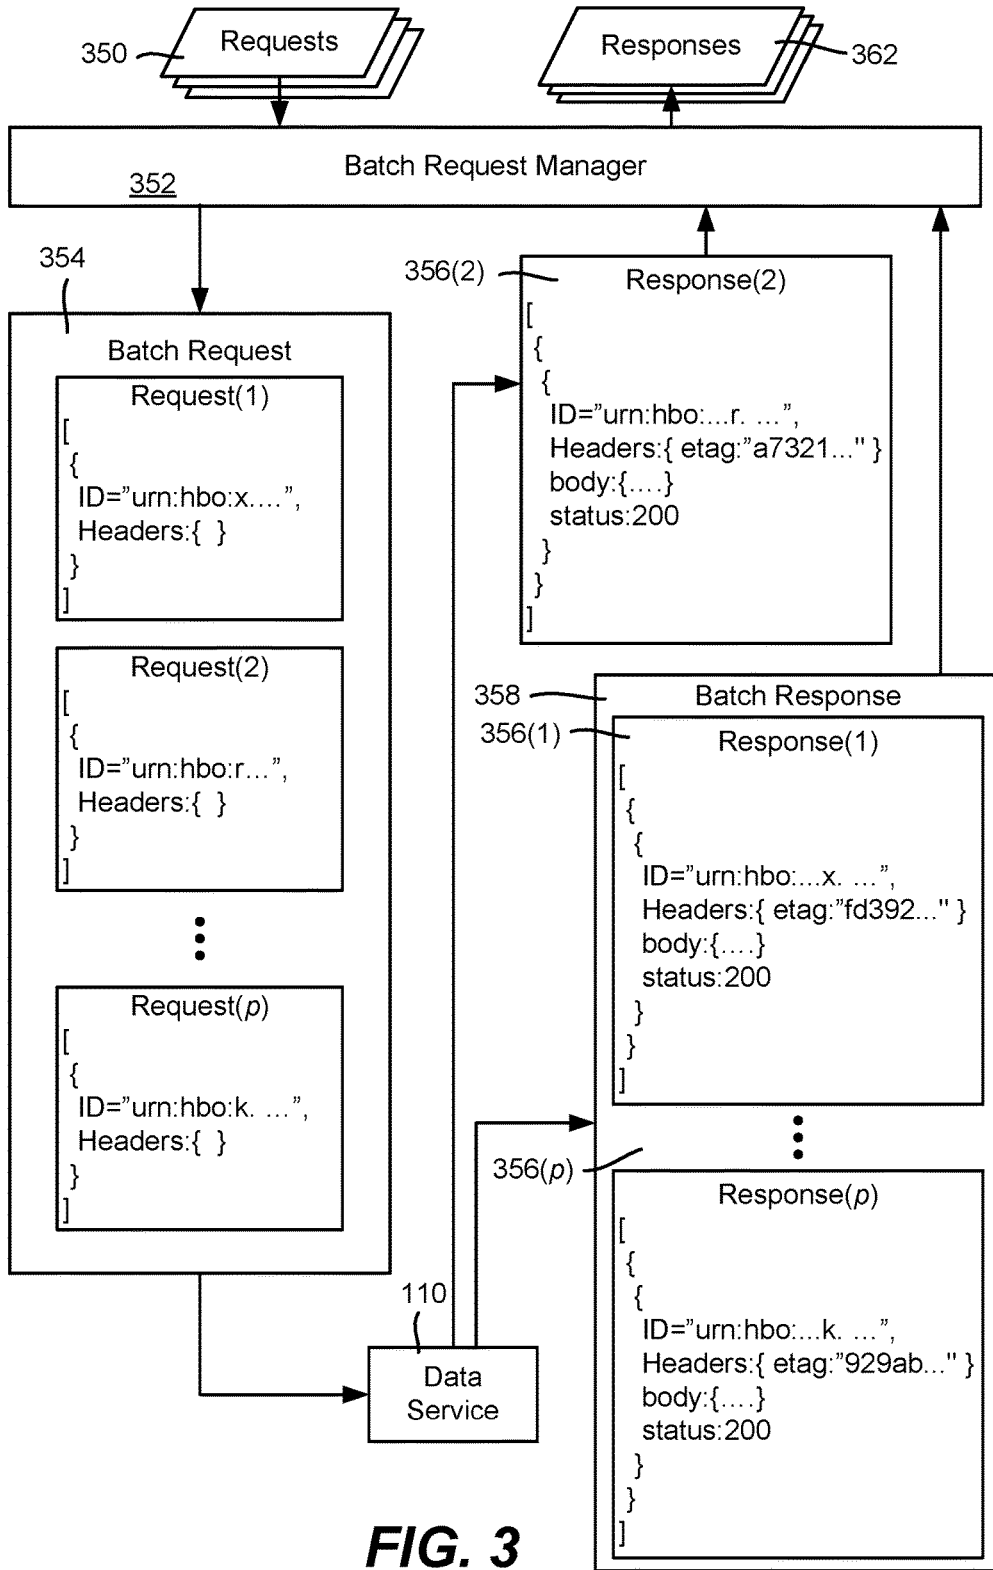 Requests
350
Responses
362
Batch Request Manager
352
354
Batch Request
Request(1)
[
{
ID=”urn:hbo:x....”,
Headers:{  }
}
]
Request(2)
[
{
ID=”urn:hbo:r...”,
Headers:{  }
}
]
Request(p)
[
{
ID=”urn:hbo:k. ...”,
Headers:{  }
}
]
110
Data
Service
356(2)
Response(2)
[
{
{
ID=”urn:hbo:...r. ...”,
Headers:{ etag:”a7321..." }
body:{....}
status:200
}
}
]
358
Batch Response
356(1)
Response(1)
[
{
{
ID=”urn:hbo:...x. ...”,
Headers:{ etag:”fd392..." }
body:{....}
status:200
}
}
]
356(p)
Response(p)
[
{
{
ID=”urn:hbo:...k. ...”,
Headers:{ etag:”929ab..." }
body:{....}
status:200
}
}
]
FIG. 3